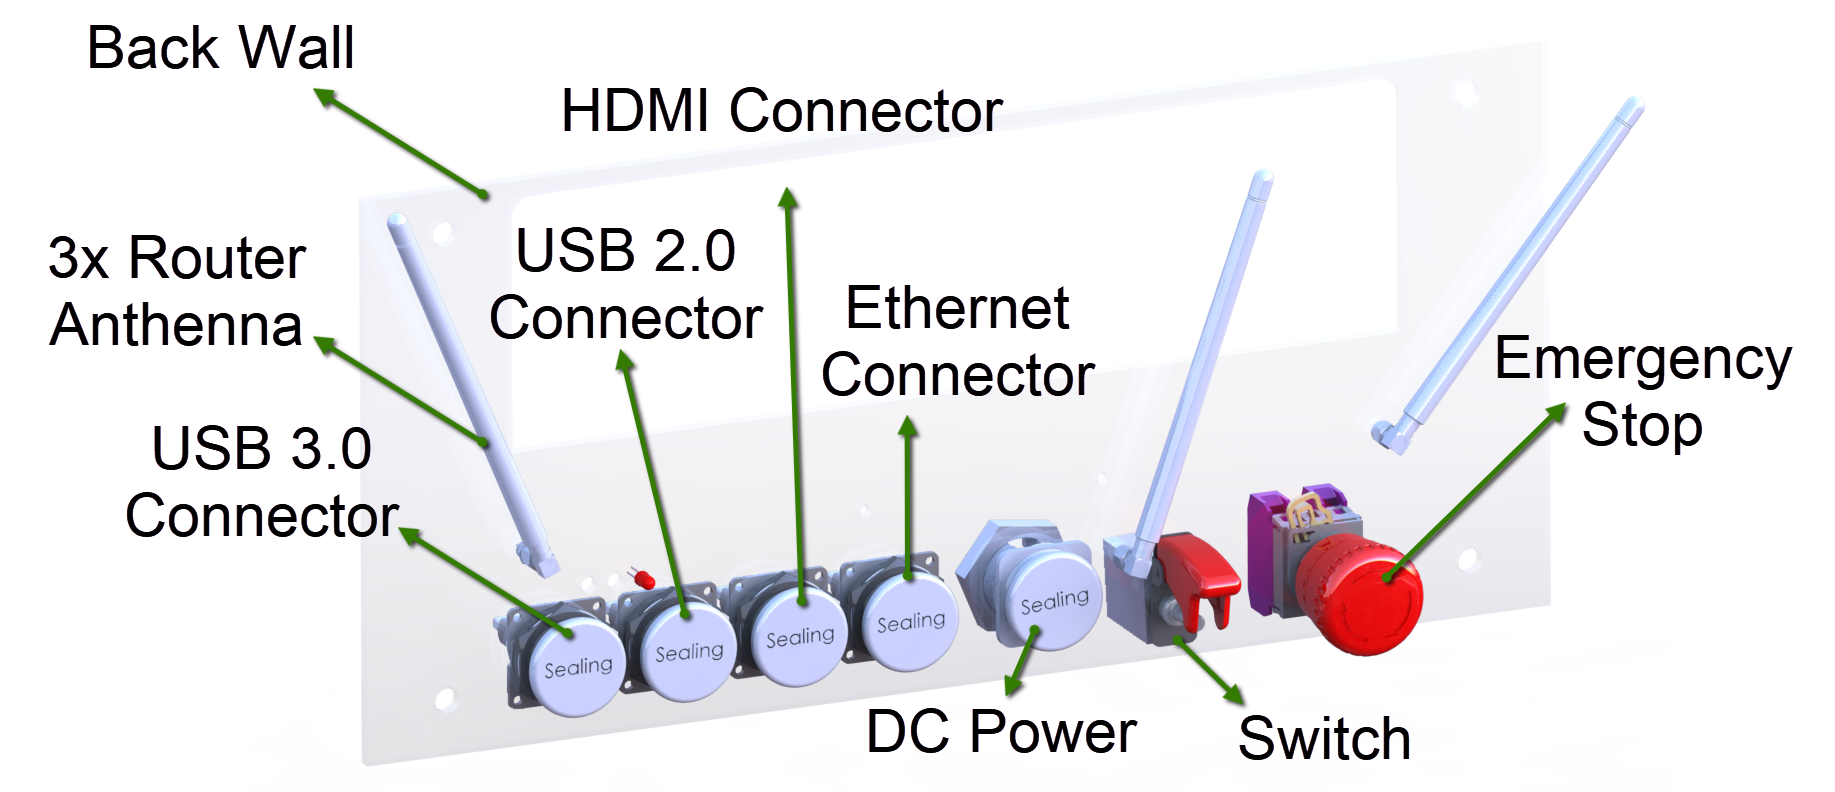 Back Wall
HDMI Connector
3x Router
Anthenna
USB 2.0
Connector
Ethernet
Connector
Emergency
Stop
USB 3.0
Connector
Sealing
Sealing
Sealing
Sealing
Sealing
DC Power
Switch